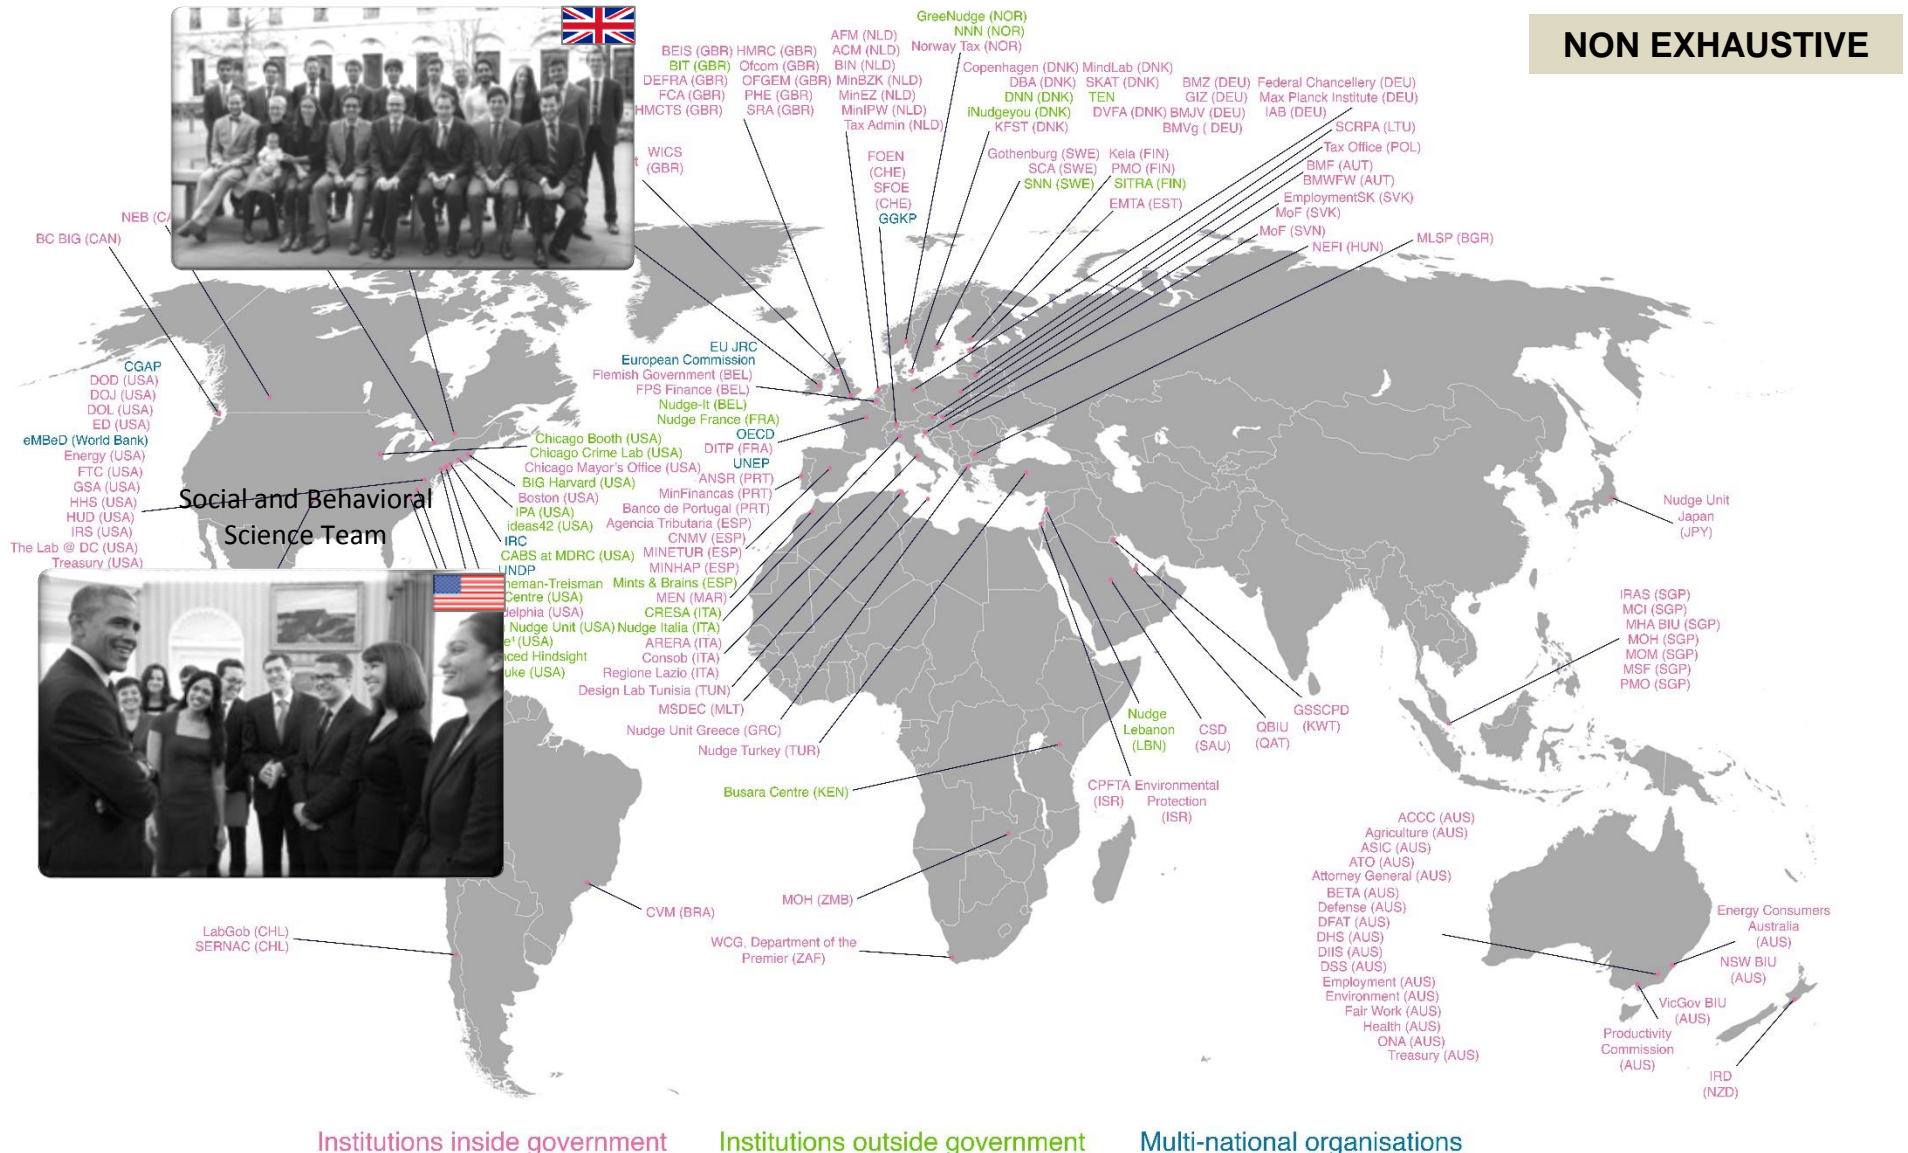 NON EXHAUSTIVE
GreeNudge (NOR)
NNN (NOR)
Norway Tax (NOR)
BEIS (GBR) HMRC (GBR)
BIT (GBR) Ofcom (GBR)
DEFRA (GBR) OFGEM (GBR)
FCA (GBR) PHE (GBR)
HMCTS (GBR) SRA (GBR)
AFM (NLD)
ACM (NLD)
BIN (NLD)
MinBZK (NLD)
MinEZ (NLD)
MinIPW (NLD)
Tax Admin (NLD)
Copenhagen (DNK) MindLab (DNK)
DBA (DNK) SKAT (DNK)
DNN (DNK) TEN
iNudgeyou (DNK) DVFA (DNK)
KFST (DNK)
BMZ (DEU) Federal Chancellery (DEU)
GIZ (DEU) Max Planck Institute (DEU)
BMJV (DEU) IAB (DEU)
BMVg ( DEU)
SCRPA (LTU)
Tax Office (POL)
BMF (AUT)
BMWFW (AUT)
EmploymentSK (SVK)
MoF (SVK)
MoF (SVN)
NEFI (HUN)
MLSP (BGR)
WICS
(GBR)
FOEN
(CHE)
SFOE
(CHE)
GGKP
Gothenburg (SWE) Kela (FIN)
SCA (SWE) PMO (FIN)
SNN (SWE) SITRA (FIN)
EMTA (EST)
NEB (CA
BC BIG (CAN)
CGAP
DOD (USA)
DOJ (USA)
DOL (USA)
ED (USA)
eMBeD (World Bank)
Energy (USA)
FTC (USA)
GSA (USA)
HHS (USA)
HUD (USA)
IRS (USA)
The Lab @ DC (USA)
Treasury (USA)
Social and Behavioral
Science Team
Chicago Booth (USA)
Chicago Crime Lab (USA)
Chicago Mayor's Office (USA)
BIG Harvard (USA)
Boston (USA)
IPA (USA)
ideas42 (USA)
IRC
CABS at MDRC (USA)
UNDP
neman-Treisman
Centre (USA)
delphia (USA)
Nudge Unit (USA)
e¹ (USA)
nced Hindsight
uke (USA)
EU JRC
European Commission
Flemish Government (BEL)
FPS Finance (BEL)
Nudge-It (BEL)
Nudge France (FRA)
OECD
DITP (FRA)
UNEP
ANSR (PRT)
MinFinancas (PRT)
Banco de Portugal (PRT)
Agencia Tributaria (ESP)
CNMV (ESP)
MINETUR (ESP)
MINHAP (ESP)
Mints & Brains (ESP)
MEN (MAR)
CRESA (ITA)
Nudge Italia (ITA)
ARERA (ITA)
Consob (ITA)
Regione Lazio (ITA)
Design Lab Tunisia (TUN)
MSDEC (MLT)
Nudge Unit Greece (GRC)
Nudge Turkey (TUR)
Busara Centre (KEN)
MOH (ZMB)
WCG, Department of the
Premier (ZAF)
CVM (BRA)
LabGob (CHL)
SERNAC (CHL)
Nudge
Lebanon
(LBN)
CSD
(SAU)
QBIU
(QAT)
GSSCPD
(KWT)
CPFTA Environmental
(ISR) Protection
(ISR)
Nudge Unit
Japan
(JPY)
IRAS (SGP)
MCI (SGP)
MHA BIU (SGP)
MOH (SGP)
MOM (SGP)
MSF (SGP)
PMO (SGP)
ACCC (AUS)
Agriculture (AUS)
ASIC (AUS)
ATO (AUS)
Attorney General (AUS)
BETA (AUS)
Defense (AUS)
DFAT (AUS)
DHS (AUS)
DIIS (AUS)
DSS (AUS)
Employment (AUS)
Environment (AUS)
Fair Work (AUS)
Health (AUS)
ONA (AUS)
Treasury (AUS)
Energy Consumers
Australia
(AUS)
NSW BIU
(AUS)
VicGov BIU
(AUS)
Productivity
Commission
(AUS)
IRD
(NZD)
Institutions inside government
Institutions outside government
Multi-national organisations